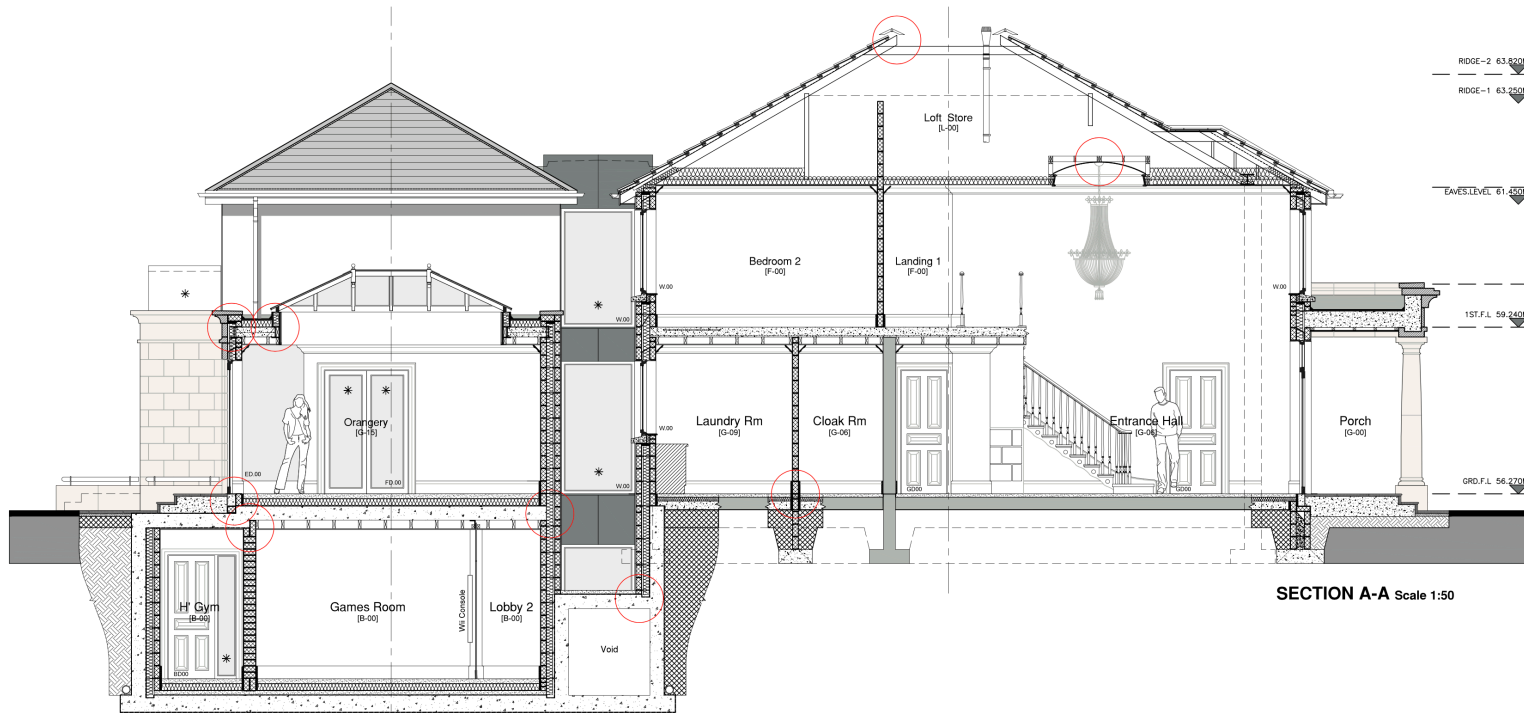 RIDGE-2 63.820
RIDGE-1 63.250
Loft Store
[L-00]
EAVES.LEVEL 61.450
Bedroom 2
[F-00]
Landing 1
[F-00]
W.00
W.00
W.00
1ST.F.L 59.240
Orangery
[G-15]
Laundry Rm
[G-09]
Cloak Rm
[G-06]
Entrance Hall
[G-06]
Porch
[G-00]
W.00
ED.00
FD.00
W.00
GD00
GD00
GRD.F.L 56.270
SECTION A-A Scale 1:50
H' Gym
[B-00]
Games Room
[B-00]
Wii Console
Lobby 2
[B-00]
Void
BD00